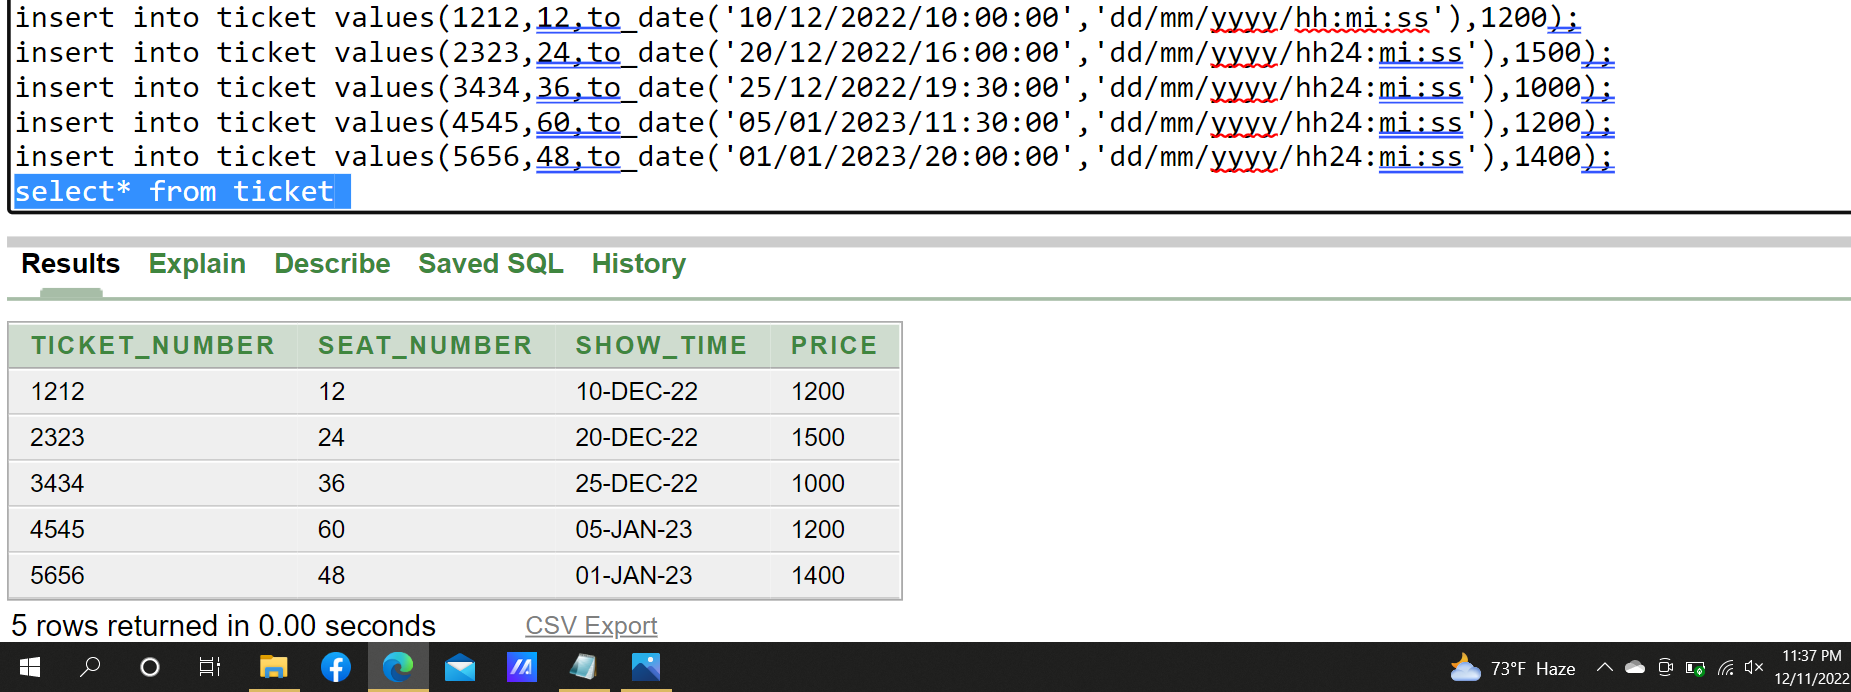 insert into ticket values(1212,12,to_date('10/12/2022/10:00:00','dd/mm/yyyy/hh:mi:ss'),1200);
insert into ticket values(2323,24,to_date('20/12/2022/16:00:00','dd/mm/yyyy/hh24:mi:ss'),1500);
insert into ticket values(3434,36,to_date('25/12/2022/19:30:00','dd/mm/yyyy/hh24:mi:ss'),1000);
insert into ticket values(4545,60,to_date('05/01/2023/11:30:00','dd/mm/yyyy/hh24:mi:ss'),1200);
insert into ticket values(5656,48,to_date('01/01/2023/20:00:00','dd/mm/yyyy/hh24:mi:ss'),1400);
select* from ticket
Results Explain Describe Saved SQL History
TICKET_NUMBER SEAT_NUMBER SHOW_TIME PRICE
1212 12 10-DEC-22 1200
2323 24 20-DEC-22 1500
3434 36 25-DEC-22 1000
4545 60 05-JAN-23 1200
5656 48 01-JAN-23 1400
5 rows returned in 0.00 seconds CSV Export
73°F Haze
11:37 PM
12/11/2022